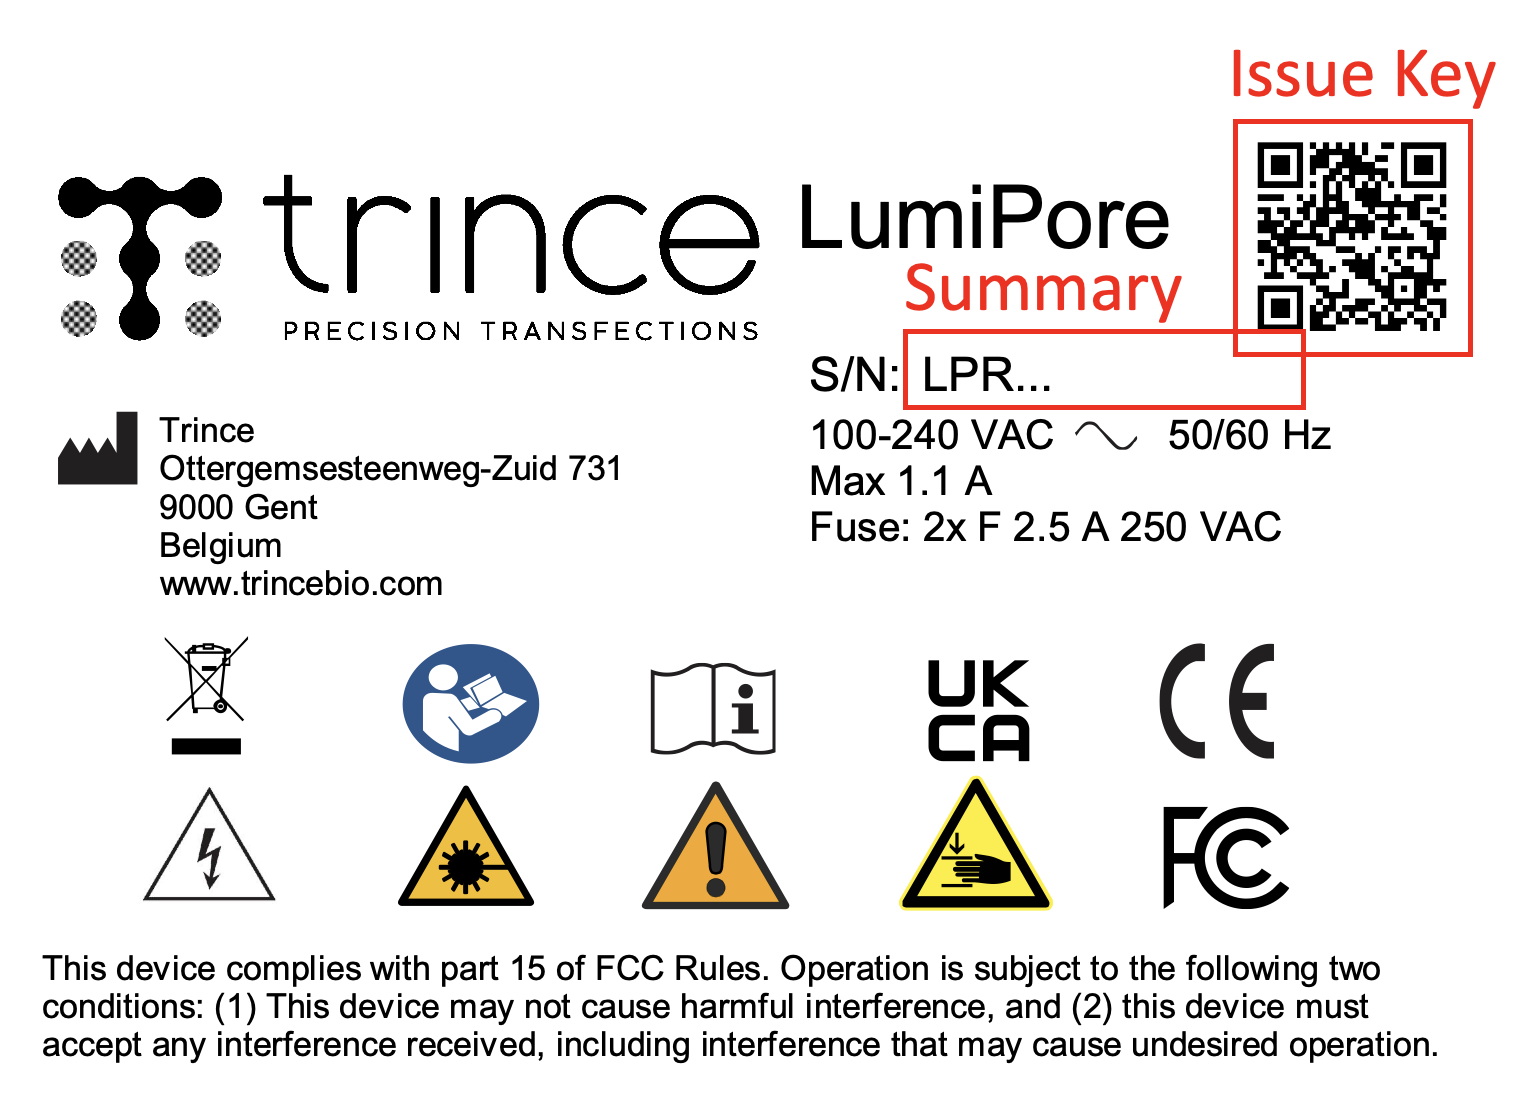 Issue Key
trince
PRECISION TRANSFECTIONS
LumiPore
Summary
S/N: LPR...
100-240 VAC 50/60 Hz
Max 1.1 A
Fuse: 2x F 2.5 A 250 VAC
Trince
Ottergemsesteenweg-Zuid 731
9000 Gent
Belgium
www.trincebio.com
UK
CA
CE
FC
This device complies with part 15 of FCC Rules. Operation is subject to the following two
conditions: (1) This device may not cause harmful interference, and (2) this device must
accept any interference received, including interference that may cause undesired operation.